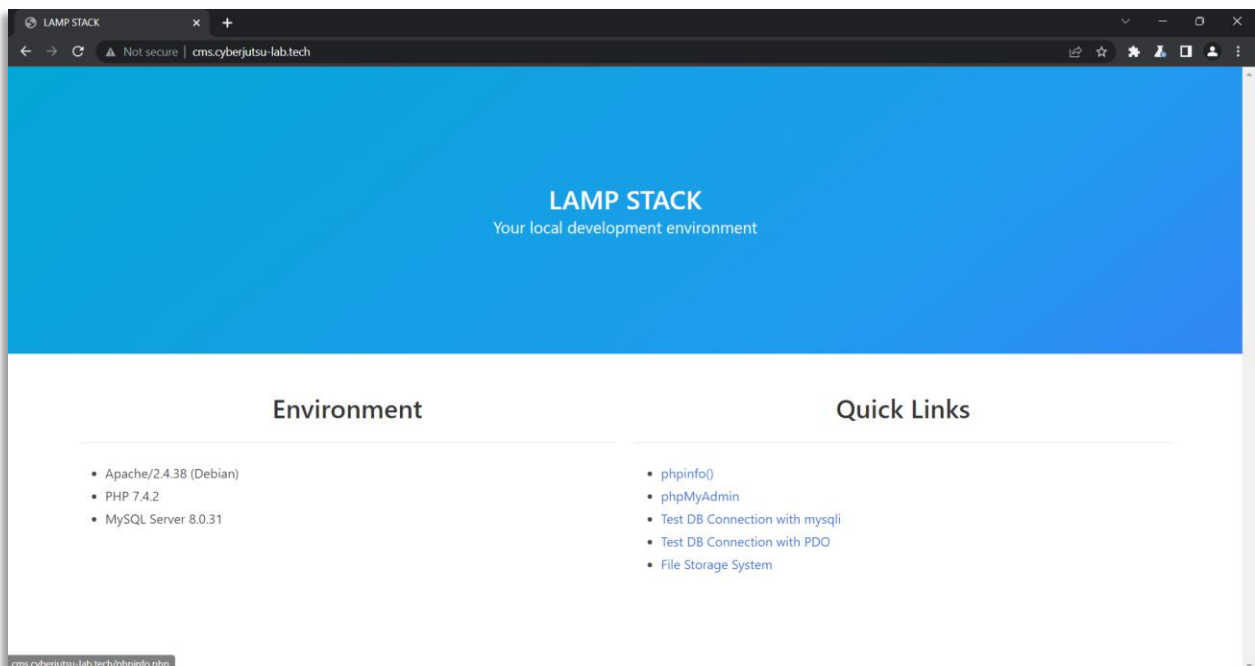 LAMP STACK
Not secure | cms.cyberjutsu-lab.tech
LAMP STACK
Your local development environment
Environment
Apache/2.4.38 (Debian)
PHP 7.4.2
MySQL Server 8.0.31
Quick Links
phpinfo()
phpMyAdmin
Test DB Connection with mysqli
Test DB Connection with PDO
File Storage System
cms.cyberjutsu-lab.tech/phpinfo.php